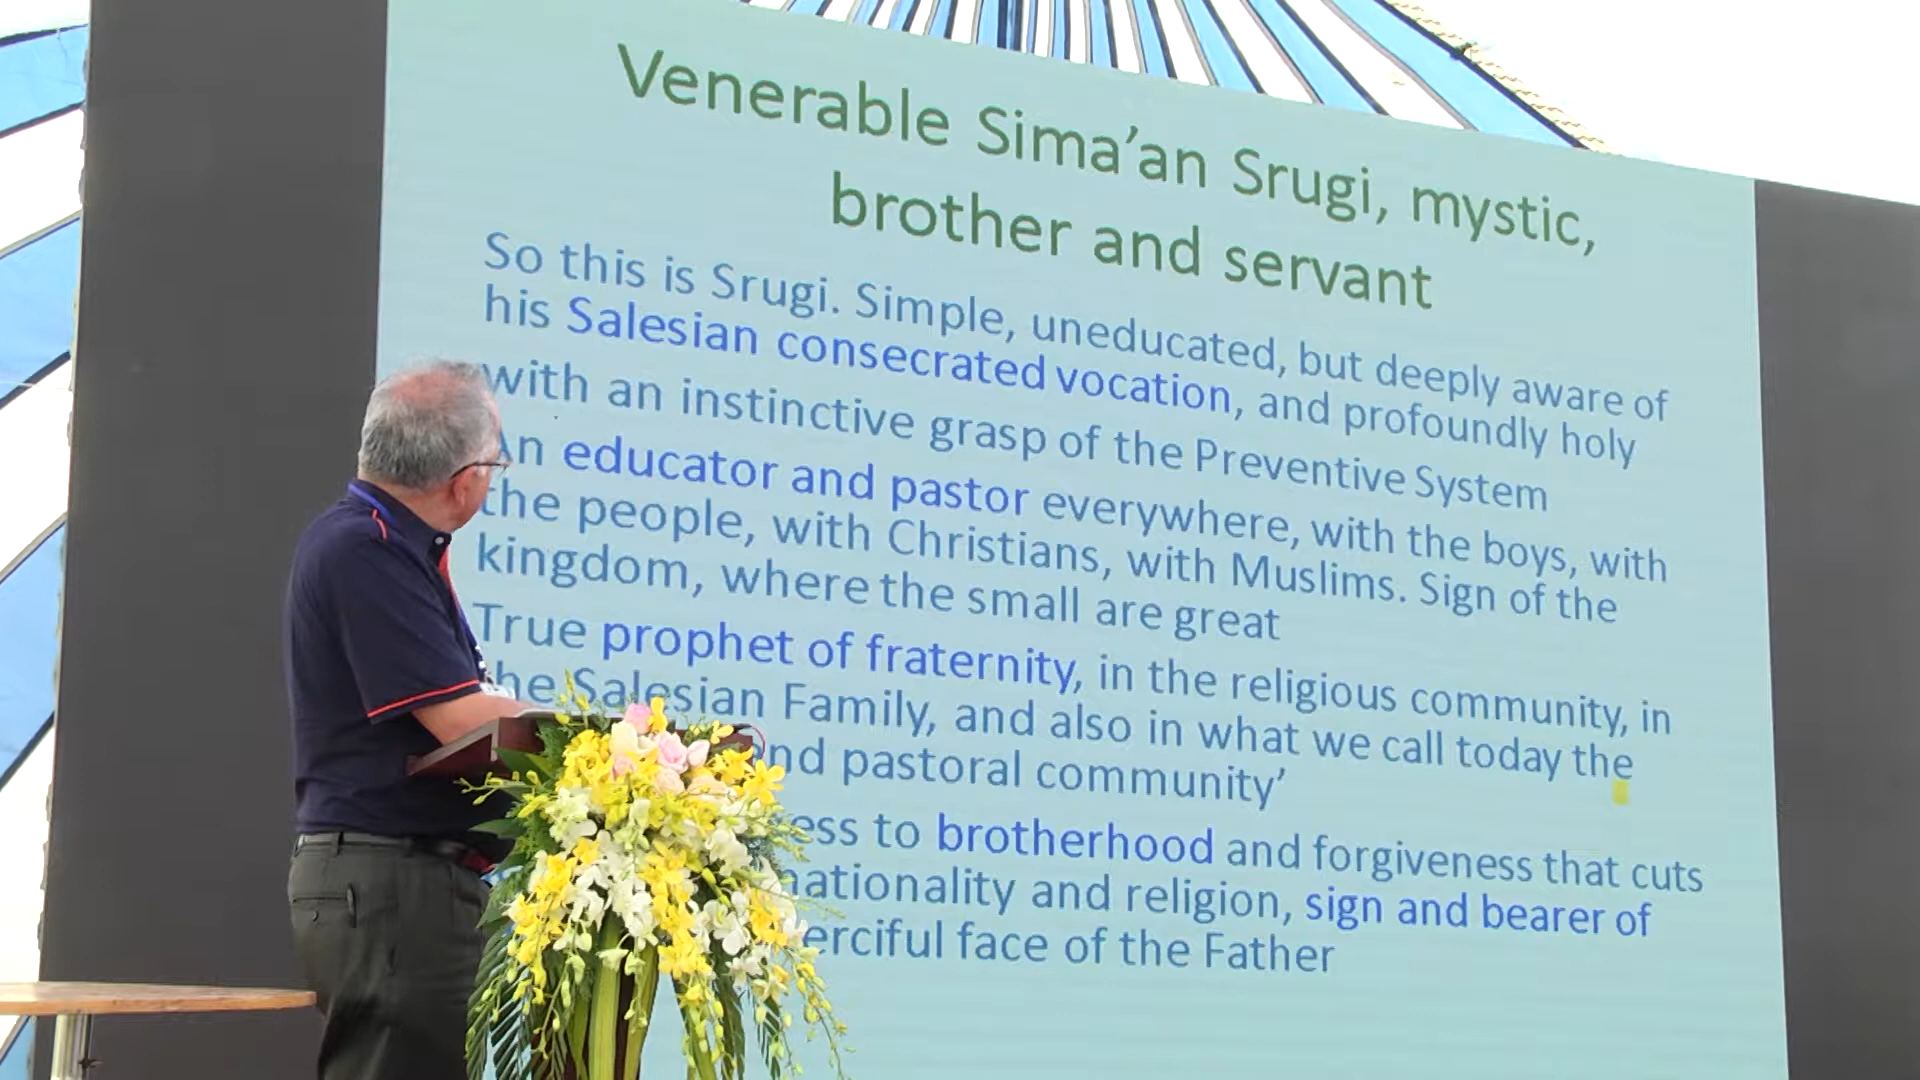 Venerable Sima’an Srugi, mystic,
brother and servant
So this is Srugi. Simple, uneducated, but deeply aware of
his Salesian consecrated vocation, and profoundly holy
with an instinctive grasp of the Preventive System
An educator and pastor everywhere, with the boys, with
the people, with Christians, with Muslims. Sign of the
kingdom, where the small are great
True prophet of fraternity, in the religious community, in
the Salesian Family, and also in what we call today the
and pastoral community’
to brotherhood and forgiveness that cuts
nationality and religion, sign and bearer of
face of the Father